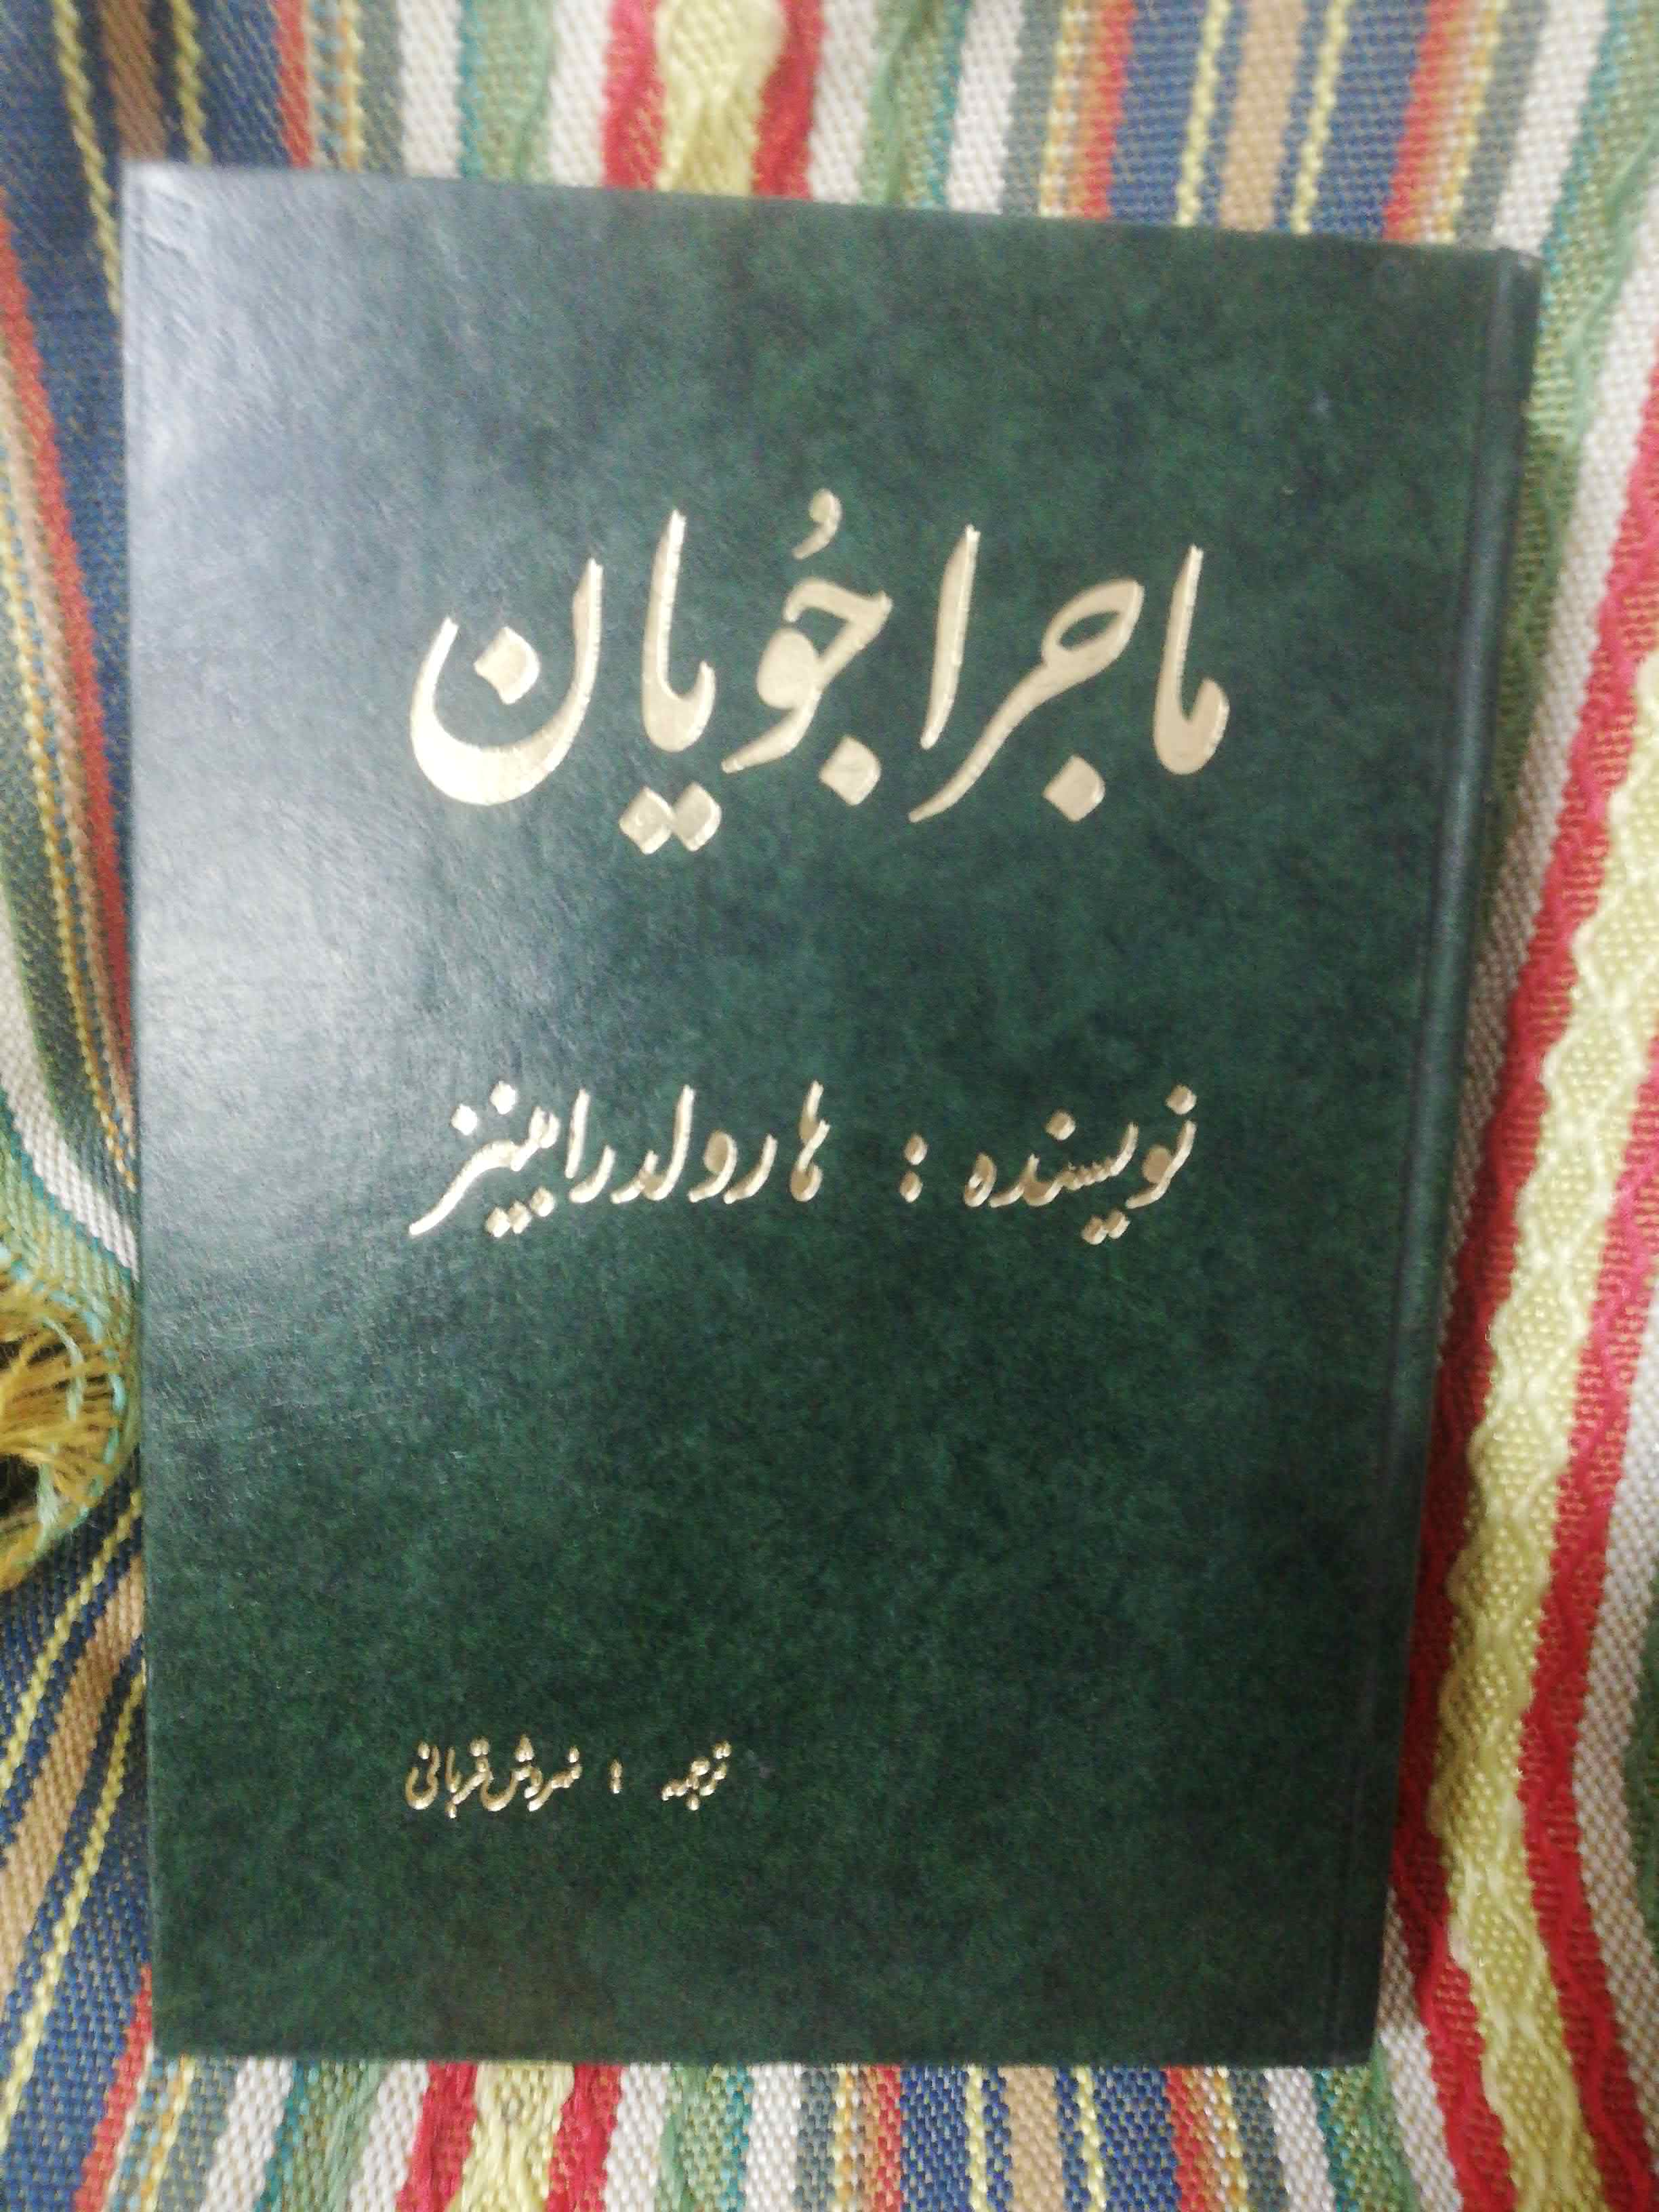 ماجراجُویان
نویسنده : هارولد رابینز
ترجمه : سروش قربانی